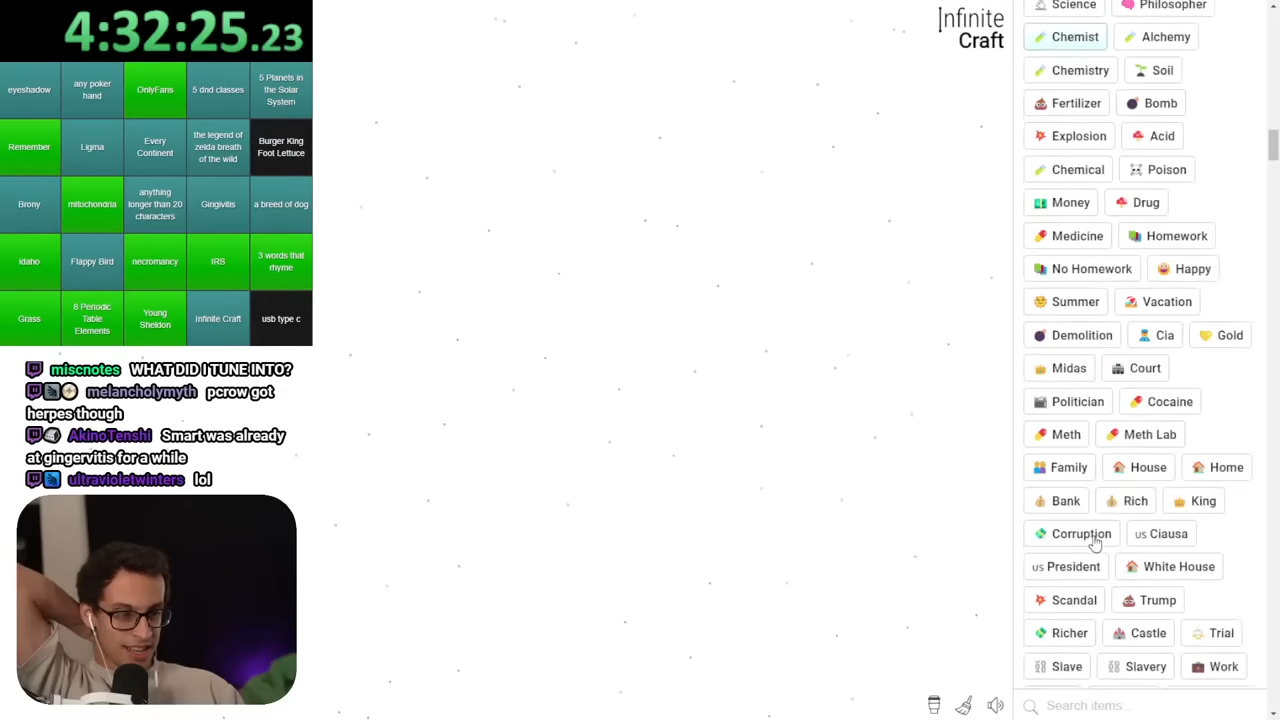 4:32:25.23
eyeshadow
any poker
hand
OnlyFans
5 dnd classes
5 Planets in
the Solar
System
Remember
Ligma
Every
Continent
the legend of
zelda breath
of the wild
Burger King
Foot Lettuce
Brony
mitochondria
anything
longer than 20
characters
Gingivitis
a breed of dog
idaho
Flappy Bird
necromancy
IRS
3 words that
rhyme
Grass
8 Periodic
Table
Elements
Young
Sheldon
Infinite Craft
usb type c
miscnotes WHAT DID I TUNE INTO?
melancholymyth pcrow got
herpes though
AkinoTenshi Smart was already
at gingervitis for a while
ultravioletwinters lol
Infinite
Craft
Science Philosopher
Chemist Alchemy
Chemistry Soil
Fertilizer Bomb
Explosion Acid
Chemical Poison
Money Drug
Medicine Homework
No Homework Happy
Summer Vacation
Demolition Cia Gold
Midas Court
Politician Cocaine
Meth Meth Lab
Family House Home
Bank Rich King
Corruption US Ciausa
US President White House
Scandal Trump
Richer Castle Trial
Slave Slavery Work
Search items...